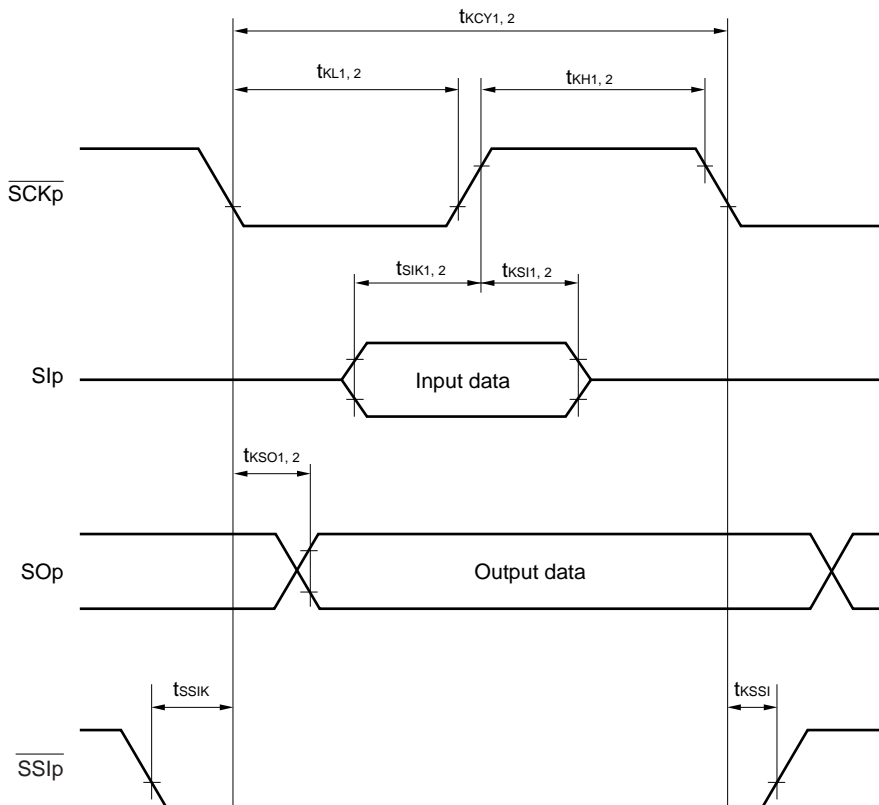 tKCY1, 2
tKL1, 2
tKH1, 2
SCKp
tSIK1, 2
tKSI1, 2
SIp
Input data
tKSO1, 2
SOp
Output data
tSSIK
tKSSI
SSIp